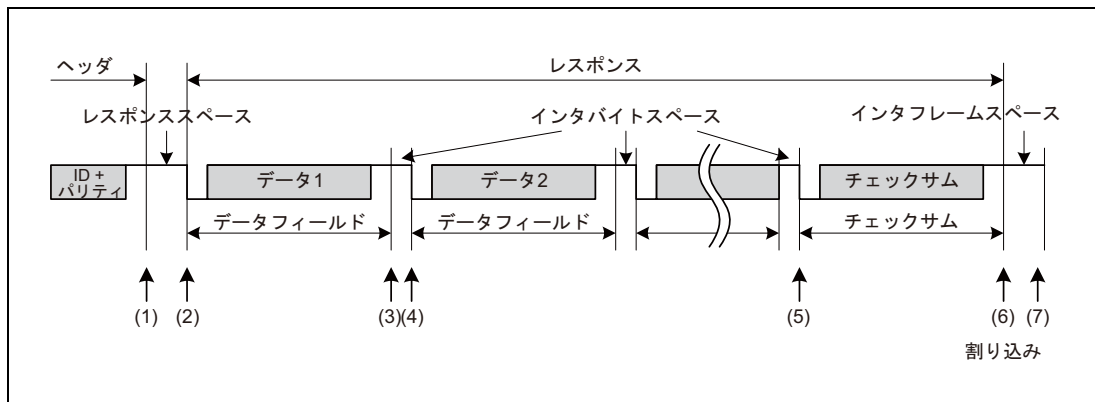 ヘッダ
レスポンス
レスポンススペース
インタバイトスペース
インタフレームスペース
ID +
パリティ
データ1
データ2
チェックサム
データフィールド
データフィールド
チェックサム
(1)
(2)
(3)(4)
(5)
(6)
(7)
割り込み